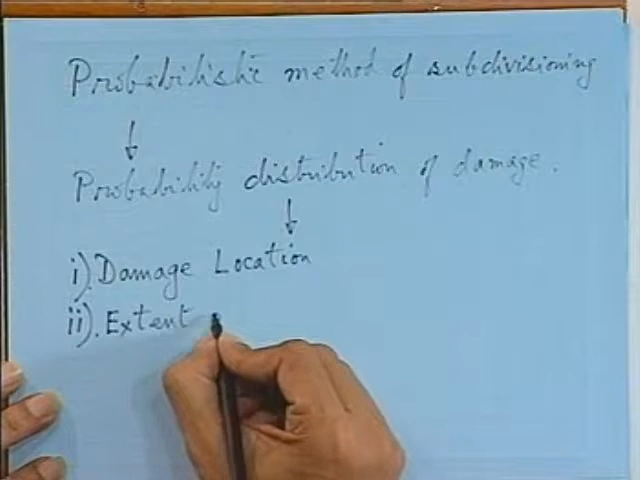 Probabilistic method of subdivisioning
↓
Probability distribution of damage.
↓
i). Damage Location
ii). Extent